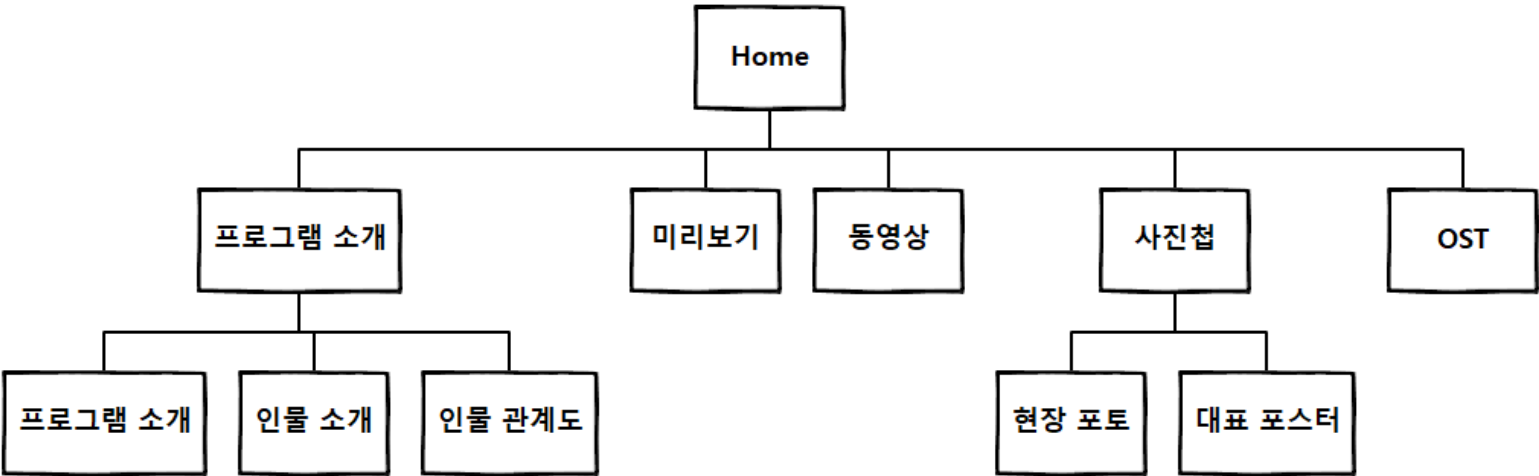 Home
프로그램 소개
미리보기
동영상
사진첩
OST
프로그램 소개
인물 소개
인물 관계도
현장 포토
대표 포스터